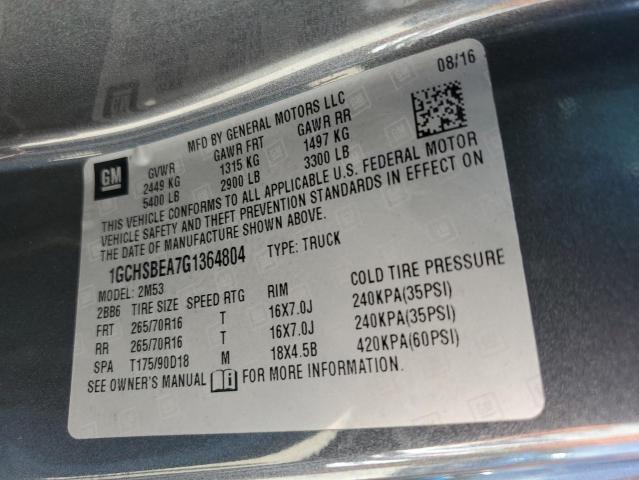 08/16
MFD BY GENERAL MOTORS LLC
GM
GVWR GAWR FRT GAWR RR
2449 KG 1315 KG 1497 KG
5400 LB 2900 LB 3300 LB
THIS VEHICLE CONFORMS TO ALL APPLICABLE U.S. FEDERAL MOTOR
VEHICLE SAFETY AND THEFT PREVENTION STANDARDS IN EFFECT ON
THE DATE OF MANUFACTURE SHOWN ABOVE.
1GCHSBEA7G1364804 TYPE: TRUCK
MODEL: 2M53
2BB6 TIRE SIZE SPEED RTG RIM COLD TIRE PRESSURE
FRT 265/70R16 T 16X7.0J 240KPA(35PSI)
RR 265/70R16 T 16X7.0J 240KPA(35PSI)
SPA T175/90D18 M 18X4.5B 420KPA(60PSI)
SEE OWNER'S MANUAL FOR MORE INFORMATION.